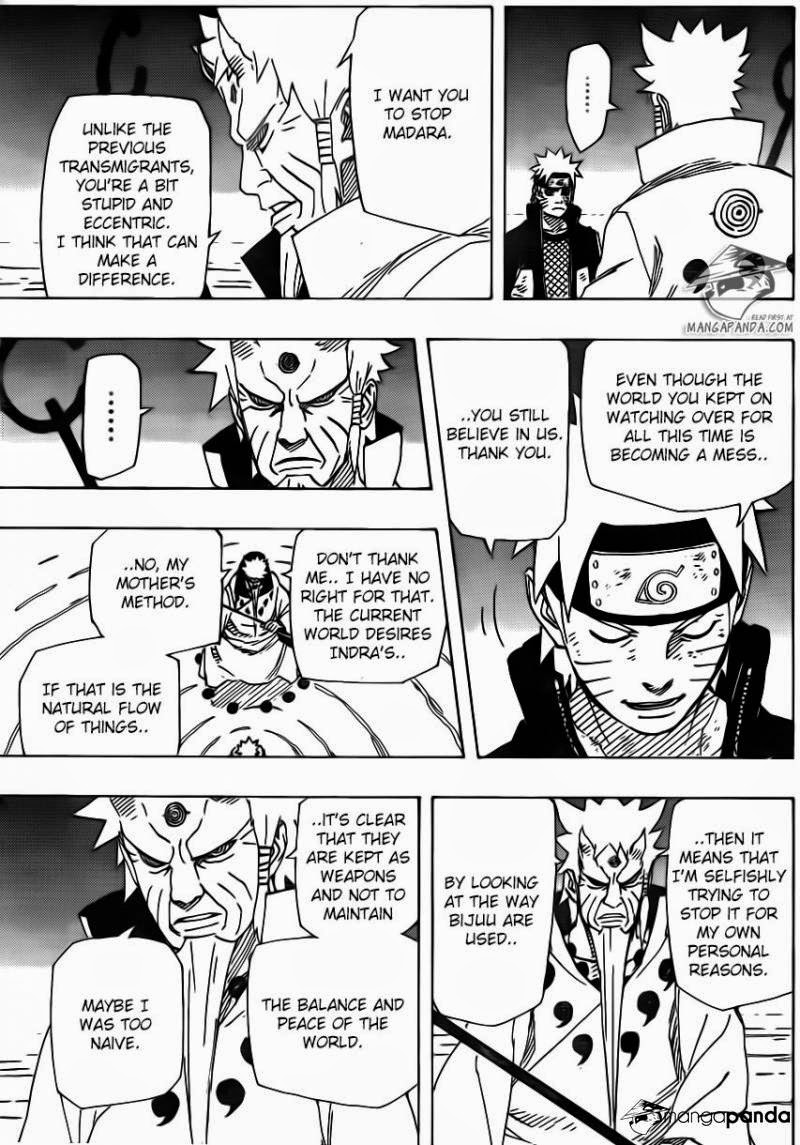 ........
I WANT YOU
TO STOP
MADARA.
UNLIKE THE
PREVIOUS
TRANSMIGRANTS,
YOU'RE A BIT
STUPID AND
ECCENTRIC.
I THINK THAT CAN
MAKE A
DIFFERENCE.
READ FIRST AT
MANGAPANDA.COM
EVEN THOUGH THE
WORLD YOU KEPT ON
WATCHING OVER FOR
ALL THIS TIME IS
BECOMING A MESS..
..YOU STILL
BELIEVE IN US.
THANK YOU.
........
DON'T THANK
ME.. I HAVE NO
RIGHT FOR THAT.
THE CURRENT
WORLD DESIRES
INDRA'S..
..NO, MY
MOTHER'S
METHOD.
IF THAT IS THE
NATURAL FLOW
OF THINGS..
..THEN IT
MEANS THAT
I'M SELFISHLY
TRYING TO
STOP IT FOR
MY OWN
PERSONAL
REASONS.
BY LOOKING
AT THE WAY
BIJUU ARE
USED..
..IT'S CLEAR
THAT THEY
ARE KEPT AS
WEAPONS
AND NOT TO
MAINTAIN
THE BALANCE AND
PEACE OF THE
WORLD.
MAYBE I
WAS TOO
NAIVE.
mangapanda